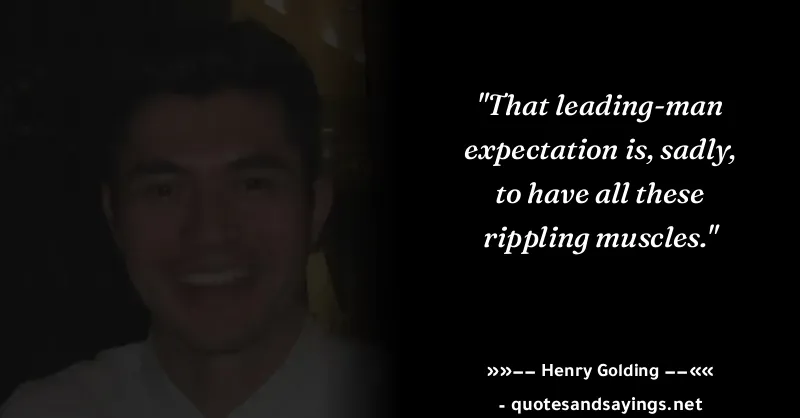 "That leading-man
expectation is, sadly,
to have all these
rippling muscles."
»»–– Henry Golding ––««
- quotesandsayings.net